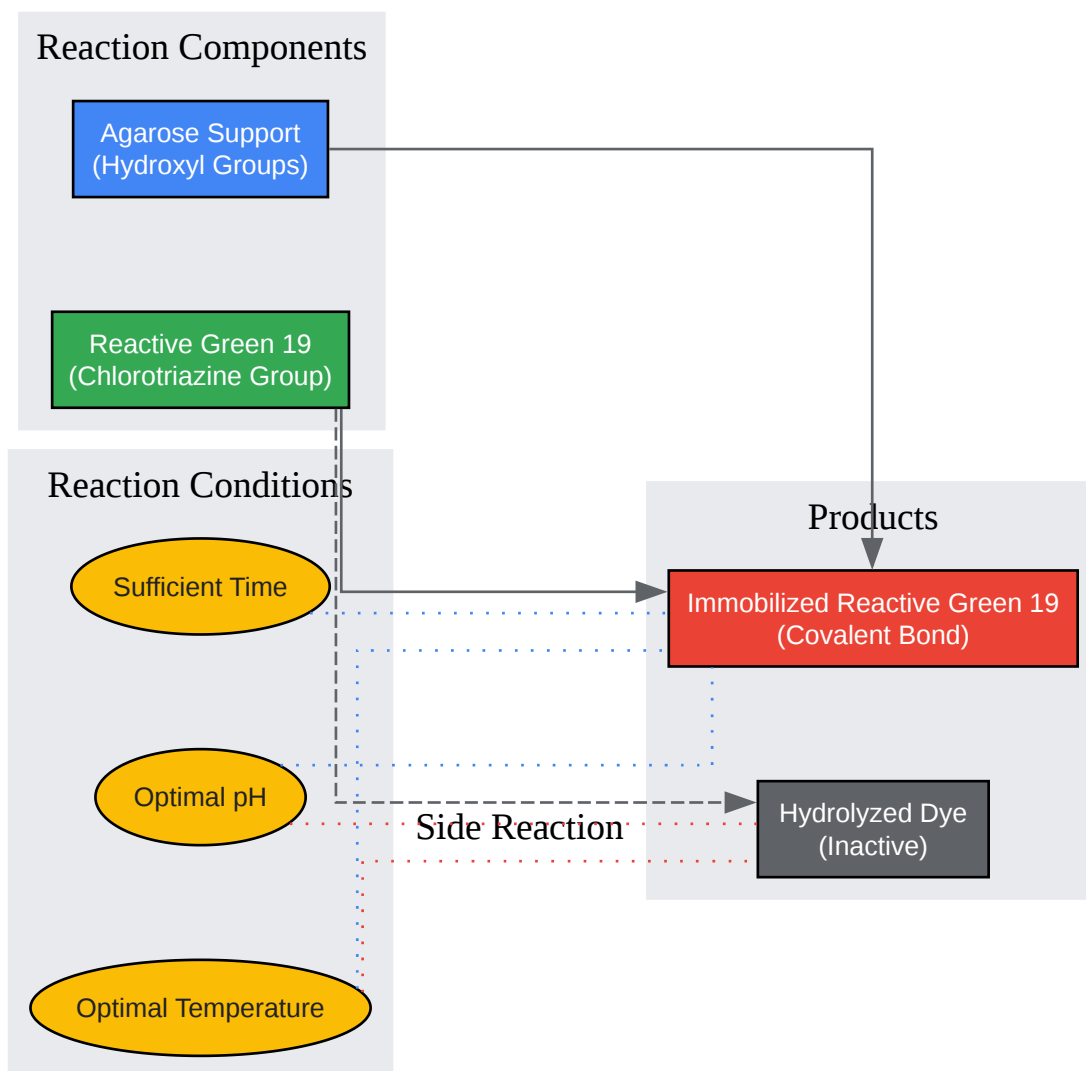 Reaction Components
Agarose Support
(Hydroxyl Groups)
Reactive Green 19
(Chlorotriazine Group)
Reaction Conditions
Sufficient Time
Optimal pH
Optimal Temperature
Products
Immobilized Reactive Green 19
(Covalent Bond)
Side Reaction
Hydrolyzed Dye
(Inactive)